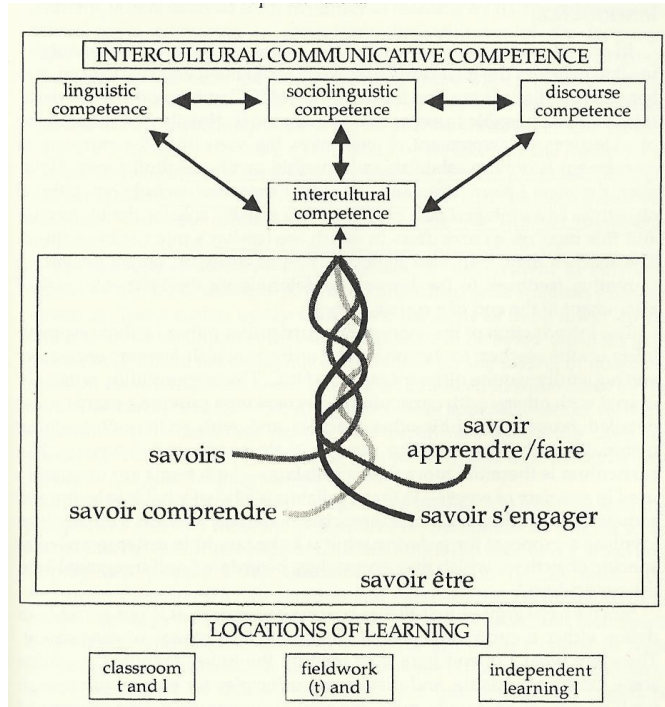 INTERCULTURAL COMMUNICATIVE COMPETENCE
linguistic
competence
sociolinguistic
competence
discourse
competence
intercultural
competence
savoir
apprendre/faire
savoirs
savoir comprendre
savoir s'engager
savoir être
LOCATIONS OF LEARNING
classroom
t and l
fieldwork
(t) and l
independent
learning l